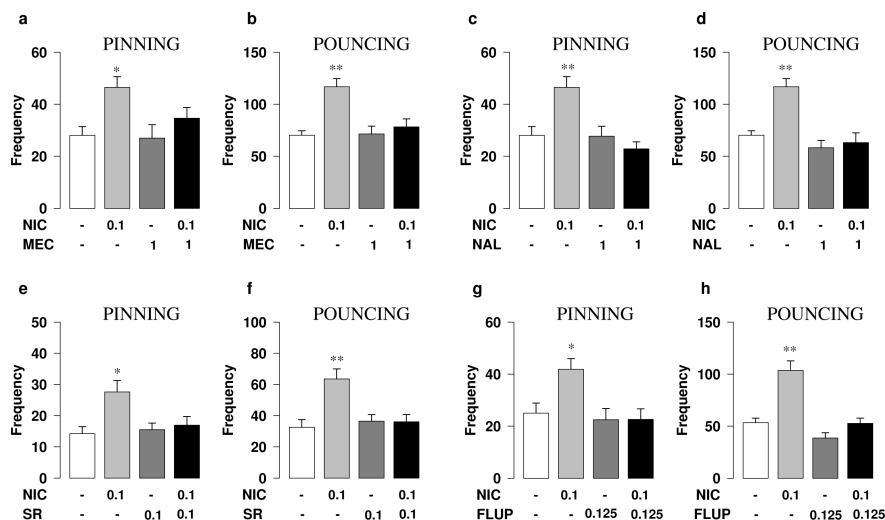 a b c d
PINNING POUCING PINNING POUNCING
60 150 60 150
* ** ** **
40 100 40 100
Frequency Frequency Frequency Frequency
20 50 20 50
0 0 0 0
NIC - 0.1 - 0.1 NIC - 0.1 - 0.1 NIC - 0.1 - 0.1 NIC - 0.1 - 0.1
MEC - - 1 1 MEC - - 1 1 NAL - - 1 1 NAL - - 1 1
e f g h
PINNING POUNCING PINNING POUNCING
50 100 60 150
40 80
* ** * **
30 60 40 100
Frequency Frequency Frequency Frequency
20 40 20 50
10 20
0 0 0 0
NIC - 0.1 - 0.1 NIC - 0.1 - 0.1 NIC - 0.1 - 0.1 NIC - 0.1 - 0.1
SR - - 0.1 0.1 SR - - 0.1 0.1 FLUP - - 0.125 0.125 FLUP - - 0.125 0.125